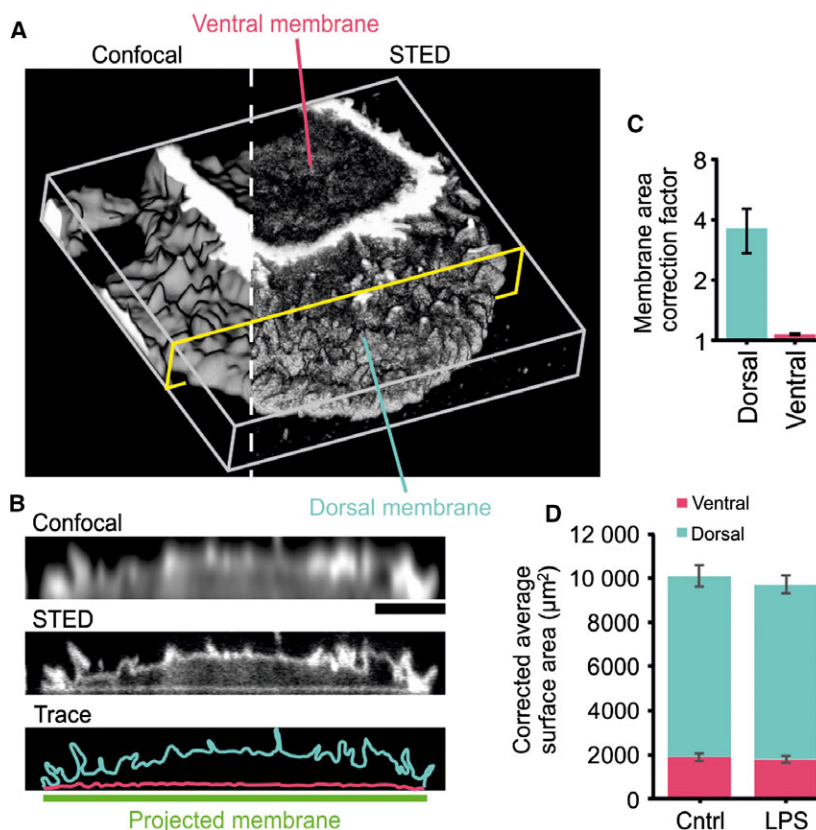 A
Ventral membrane
Confocal
STED
Dorsal membrane
B
Confocal
STED
Trace
Projected membrane
C
Membrane area
correction factor
8
4
2
1
Dorsal
Ventral
D
Ventral
Dorsal
Corrected average
surface area (µm²)
12 000
10 000
8000
6000
4000
2000
0
Cntrl
LPS